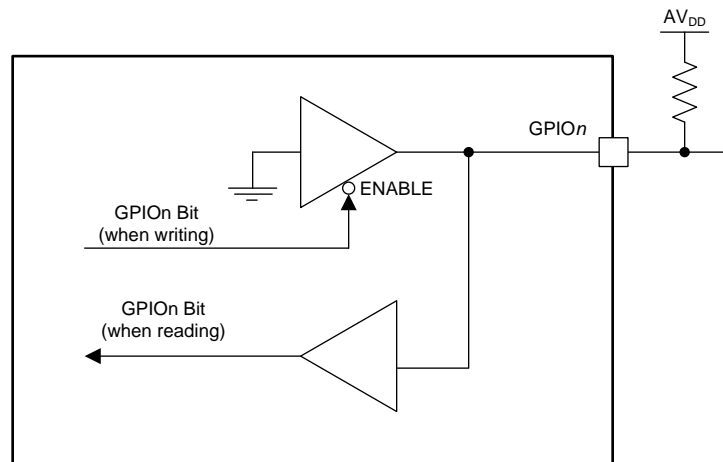 AVDD
GPIOn
ENABLE
GPIOn Bit
(when writing)
GPIOn Bit
(when reading)